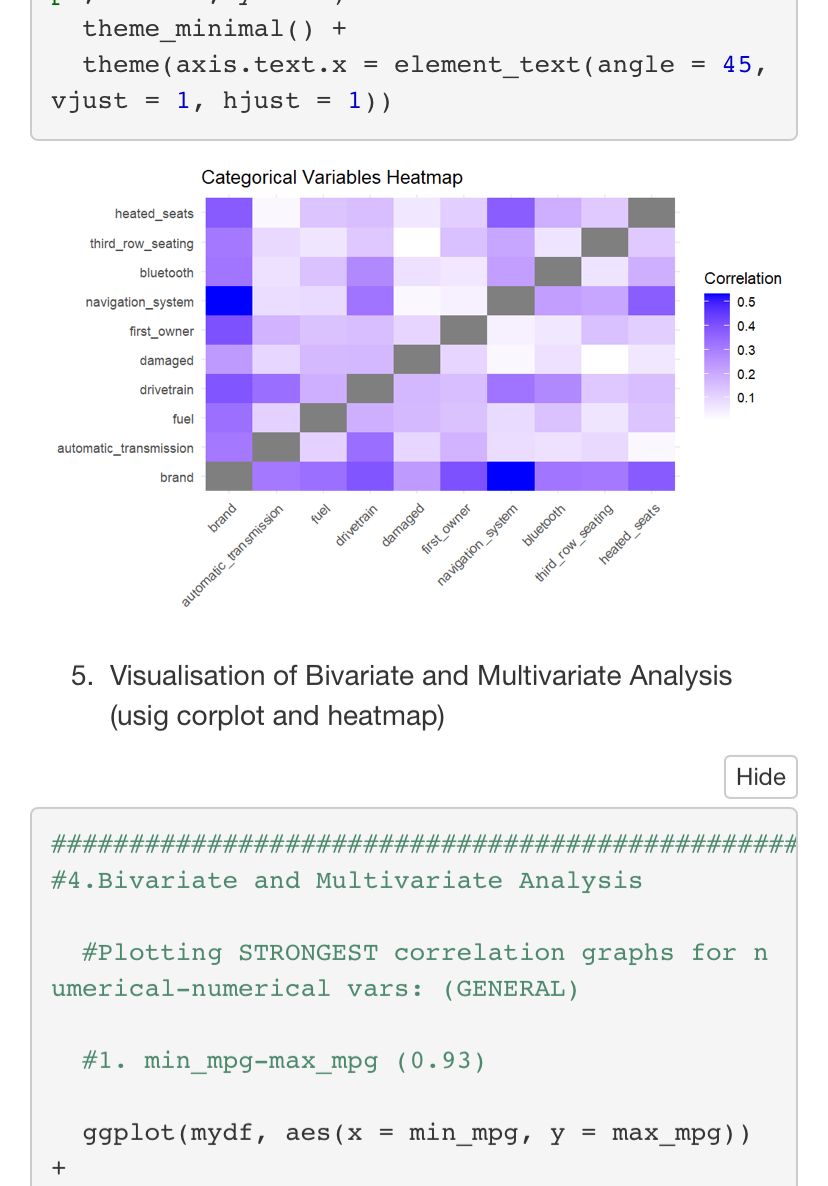 theme_minimal() +
theme(axis.text.x = element_text(angle = 45,
vjust = 1, hjust = 1))
Categorical Variables Heatmap
heated_seats
third_row_seating
bluetooth
navigation_system
first_owner
damaged
drivetrain
fuel
automatic_transmission
brand
brand
automatic_transmission
fuel
drivetrain
damaged
first_owner
navigation_system
bluetooth
third_row_seating
heated_seats
Correlation
0.5
0.4
0.3
0.2
0.1
5. Visualisation of Bivariate and Multivariate Analysis
(usig corplot and heatmap)
Hide
################################################
#4.Bivariate and Multivariate Analysis
#Plotting STRONGEST correlation graphs for n
umerical-numerical vars: (GENERAL)
#1. min_mpg-max_mpg (0.93)
ggplot(mydf, aes(x = min_mpg, y = max_mpg))
+